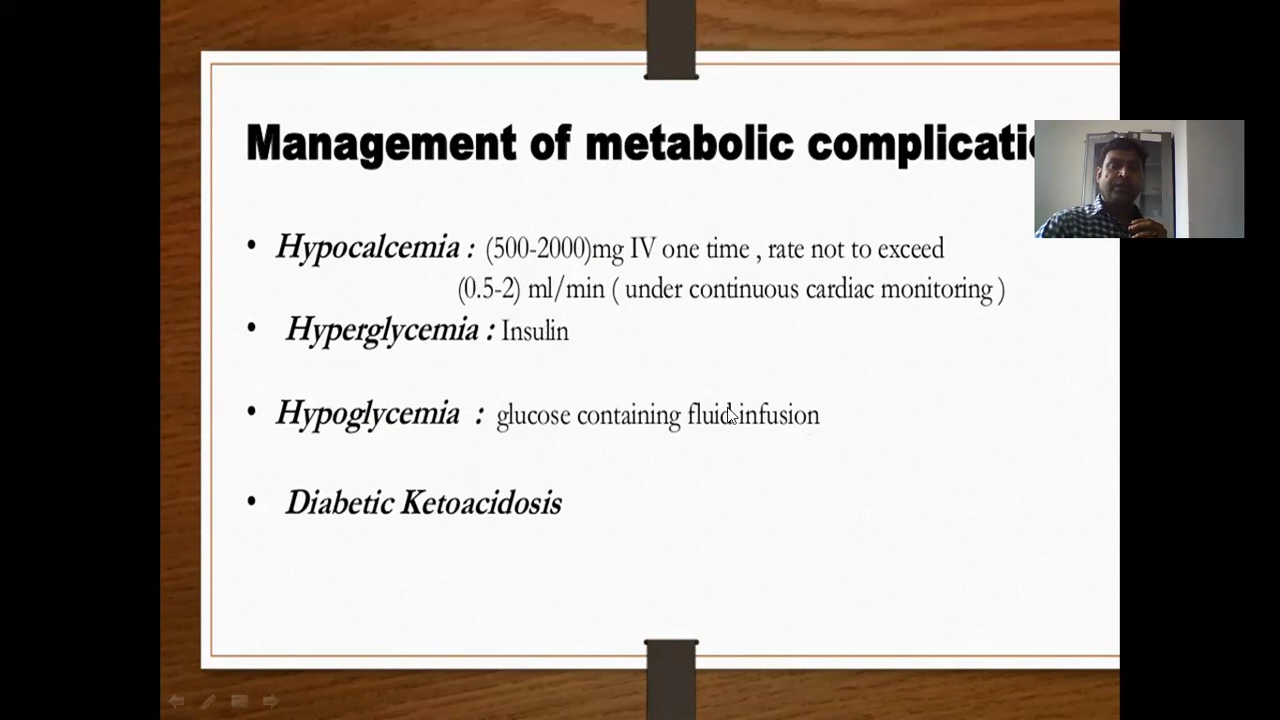 Management of metabolic
• Hypocalcemia : (500-2000)mg IV one time , rate not to exceed
(0.5-2) ml/min ( under continuous cardiac monitoring )
• Hyperglycemia : Insulin
• Hypoglycemia : glucose containing fluid infusion
• Diabetic Ketoacidosis